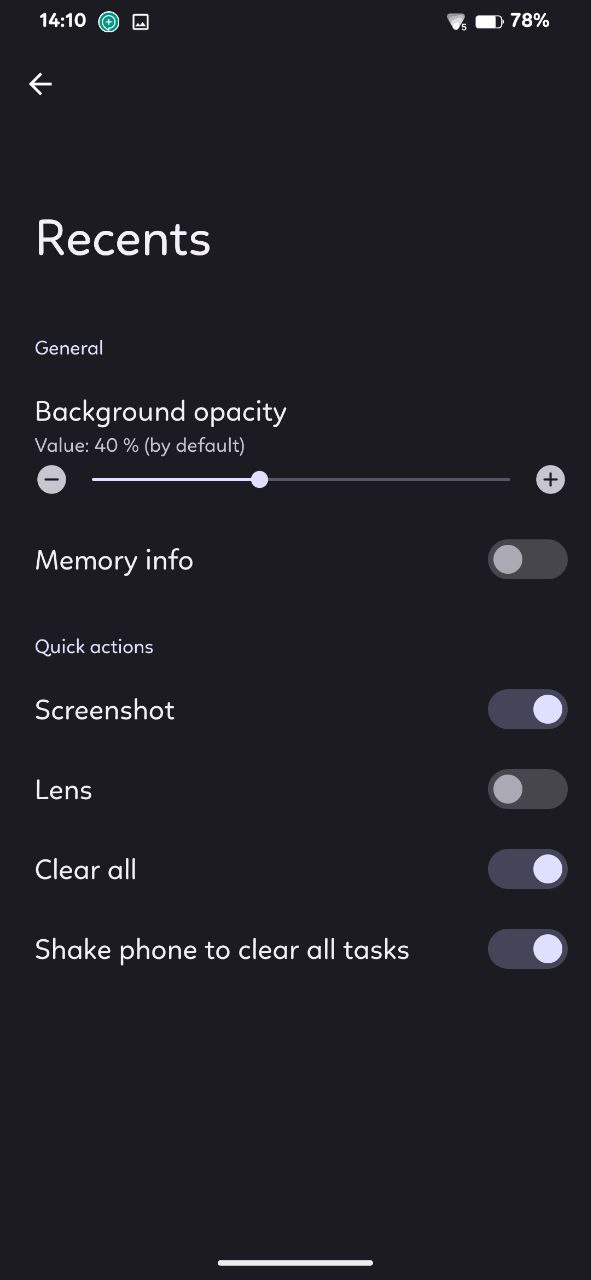 14:10
5
78%
Recents
General
Background opacity
Value: 40 % (by default)
Memory info
Quick actions
Screenshot
Lens
Clear all
Shake phone to clear all tasks